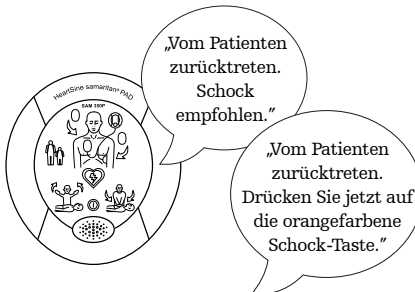 „Vom Patienten
zurücktreten.
Schock
empfohlen.”
HeartSine samaritan® PAD
SAM 350P
„Vom Patienten
zurücktreten.
Drücken Sie jetzt auf
die orangefarbene
Schock-Taste.”